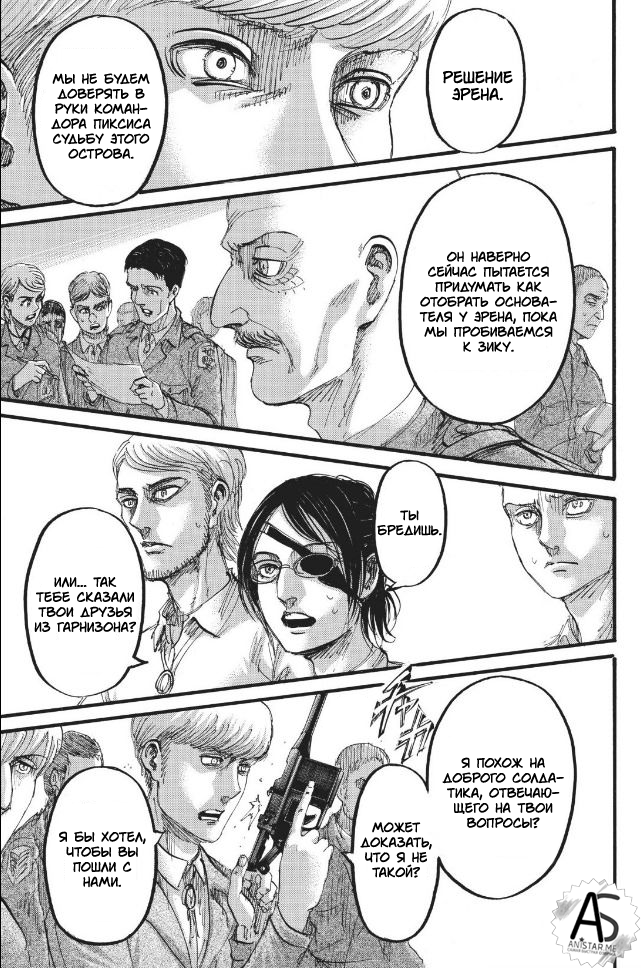 РЕШЕНИЕ
ЭРЕНА.
МЫ НЕ БУДЕМ
ДОВЕРЯТЬ В
РУКИ КОМАН-
ДОРА ПИКСИСА
СУДЬБУ ЭТОГО
ОСТРОВА.
ОН НАВЕРНО
СЕЙЧАС ПЫТАЕТСЯ
ПРИДУМАТЬ КАК
ОТОБРАТЬ ОСНОВА-
ТЕЛЯ У ЭРЕНА, ПОКА
МЫ ПРОБИВАЕМСЯ
К ЗИКУ.
ТЫ
БРЕДИШЬ.
ИЛИ... ТАК
ТЕБЕ СКАЗАЛИ
ТВОИ ДРУЗЬЯ
ИЗ ГАРНИЗОНА?
Я ПОХОЖ НА
ДОБРОГО СОЛДА-
ТИКА, ОТВЕЧАЮ-
ЩЕГО НА ТВОИ
ВОПРОСЫ?
МОЖЕТ
ДОКАЗАТЬ,
ЧТО Я НЕ
ТАКОЙ?
Я БЫ ХОТЕЛ,
ЧТОБЫ ВЫ
ПОШЛИ С
НАМИ.
AS
ANISTAR.ME